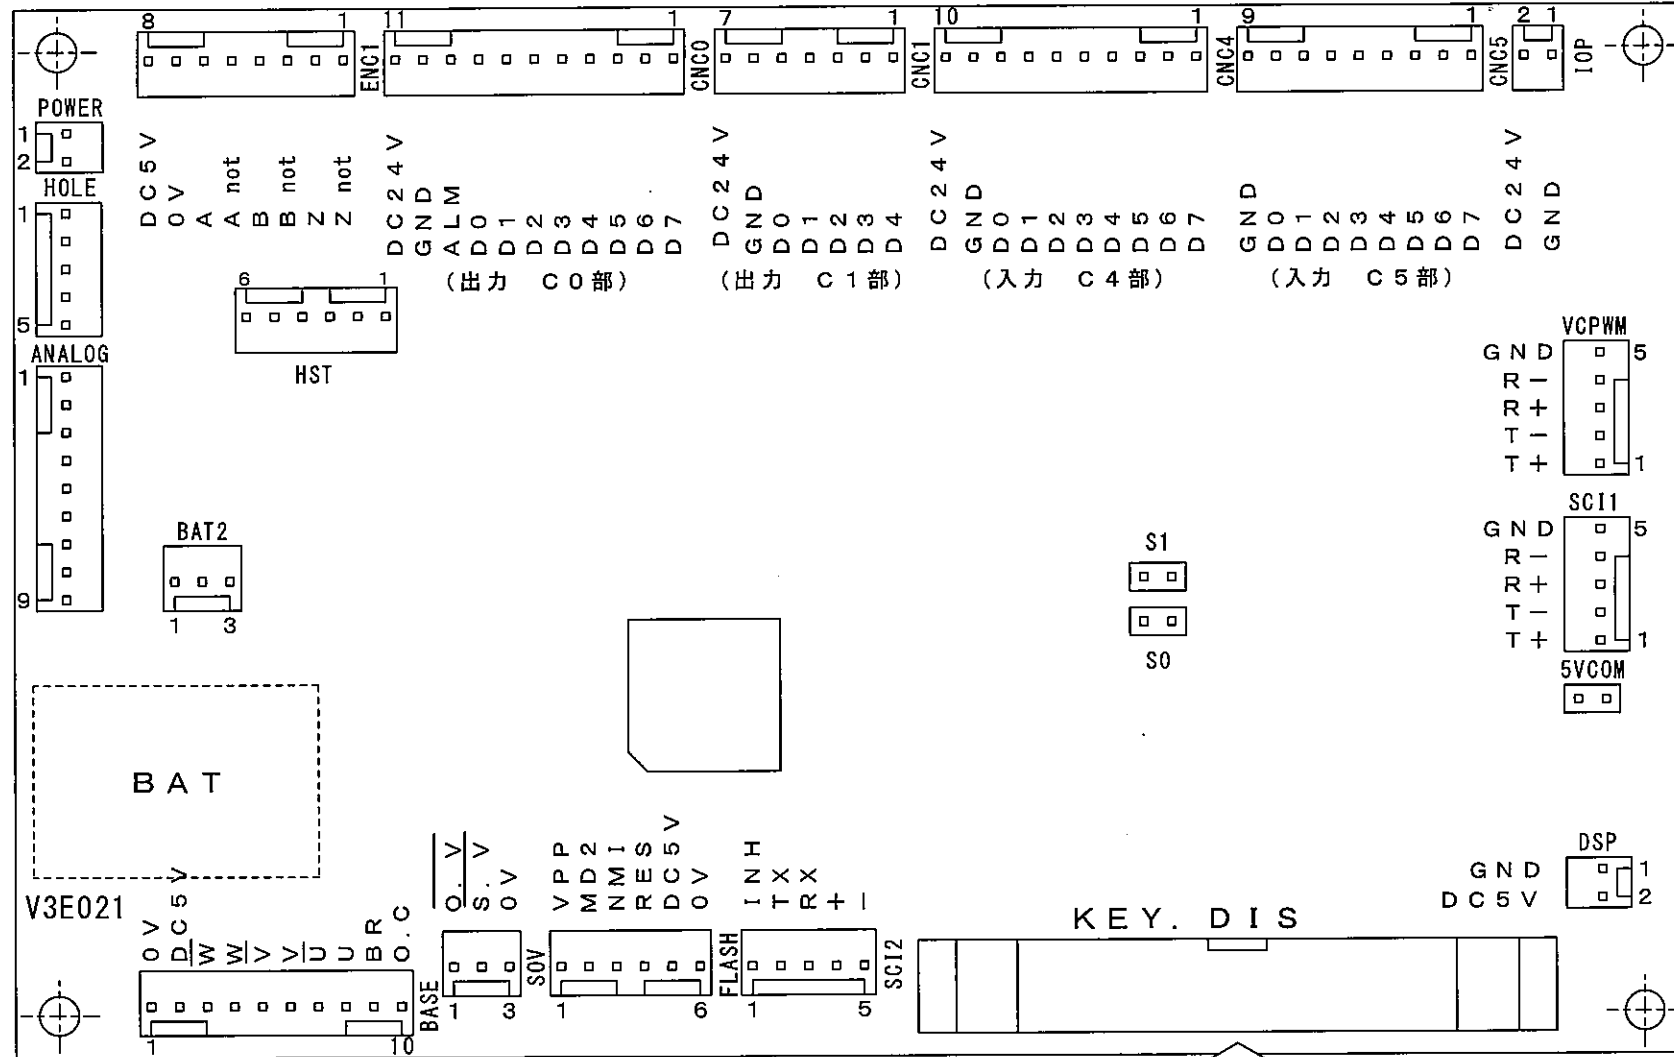 8 1 ENC1
11 1 CNC0
7 1 CNC1
10 1 CNC4
9 1 CNC5
2 1 IOP
POWER
1
2
HOLE
1
5
ANALOG
1
9
DC5V
0V
A
A not
B
B not
Z
Z not
DC24V
GND
ALM
D0
D1
D2
D3
D4
D5
D6
D7
(出力 C0部)
DC24V
GND
D0
D1
D2
D3
D4
(出力 C1部)
DC24V
GND
D0
D1
D2
D3
D4
D5
D6
D7
(入力 C4部)
GND
D0
D1
D2
D3
D4
D5
D6
D7
(入力 C5部)
DC24V
GND
6 1
HST
VCPWM
GND 5
R−
R+
T−
T+ 1
SCI1
GND 5
R−
R+
T−
T+ 1
5VCOM
BAT2
1 3
S1
S0
BAT
V3E021
0V
DC5V
W
W
V
V
U
U
BR
O.C
BASE
1 10
O.V
S.V
0V
SOV
1 3
VPP
MD2
NMI
RES
DC5V
0V
FLASH
1 6
INH
TX
RX
+
−
SCI2
1 5
KEY.DIS
DSP
GND 1
DC5V 2